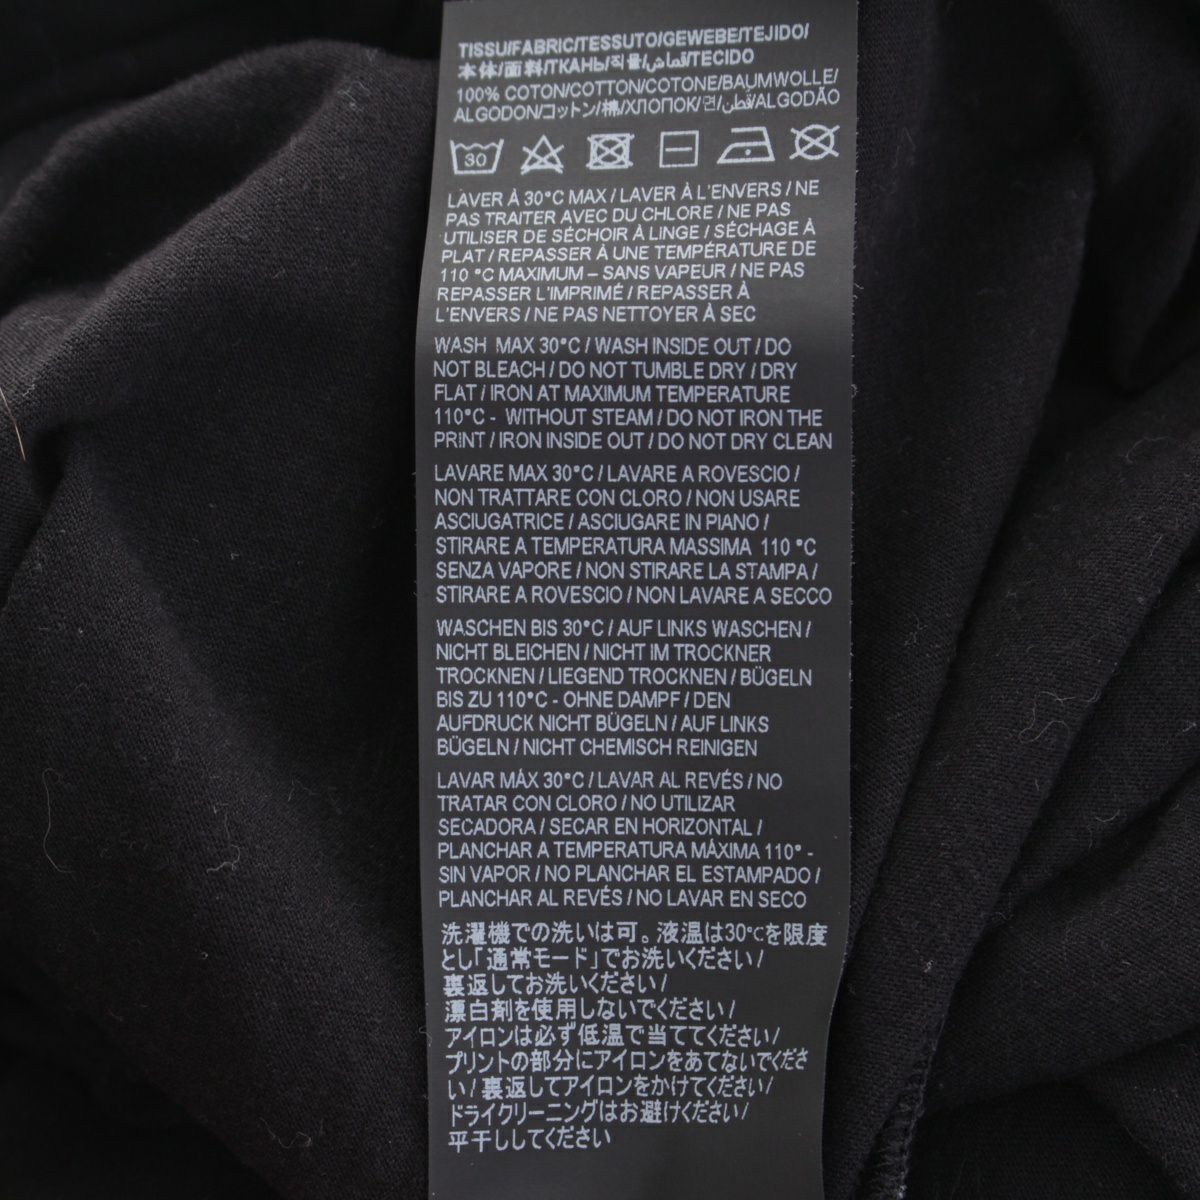 TISSU/FABRIC/TESSUTO/GEWEBE/TEJIDO/
本体/面料/ТКАНЬ/직물/قماش/TECIDO
100% COTON/COTTON/COTONE/BAUMWOLLE/
ALGODON/コットン/棉/ХЛОПОК/면/قطن/ALGODÃO
30
LAVER À 30°C MAX / LAVER À L'ENVERS / NE
PAS TRAITER AVEC DU CHLORE / NE PAS
UTILISER DE SÉCHOIR À LINGE / SÉCHAGE À
PLAT / REPASSER À UNE TEMPÉRATURE DE
110 °C MAXIMUM – SANS VAPEUR / NE PAS
REPASSER L'IMPRIMÉ / REPASSER À
L'ENVERS / NE PAS NETTOYER À SEC
WASH MAX 30°C / WASH INSIDE OUT / DO
NOT BLEACH / DO NOT TUMBLE DRY / DRY
FLAT / IRON AT MAXIMUM TEMPERATURE
110°C - WITHOUT STEAM / DO NOT IRON THE
PRINT / IRON INSIDE OUT / DO NOT DRY CLEAN
LAVARE MAX 30°C / LAVARE A ROVESCIO /
NON TRATTARE CON CLORO / NON USARE
ASCIUGATRICE / ASCIUGARE IN PIANO /
STIRARE A TEMPERATURA MASSIMA 110 °C
SENZA VAPORE / NON STIRARE LA STAMPA /
STIRARE A ROVESCIO / NON LAVARE A SECCO
WASCHEN BIS 30°C / AUF LINKS WASCHEN /
NICHT BLEICHEN / NICHT IM TROCKNER
TROCKNEN / LIEGEND TROCKNEN / BÜGELN
BIS ZU 110°C - OHNE DAMPF / DEN
AUFDRUCK NICHT BÜGELN / AUF LINKS
BÜGELN / NICHT CHEMISCH REINIGEN
LAVAR MÁX 30°C / LAVAR AL REVÉS / NO
TRATAR CON CLORO / NO UTILIZAR
SECADORA / SECAR EN HORIZONTAL /
PLANCHAR A TEMPERATURA MÁXIMA 110° -
SIN VAPOR / NO PLANCHAR EL ESTAMPADO /
PLANCHAR AL REVÉS / NO LAVAR EN SECO
洗濯機での洗いは可。液温は30℃を限度
とし「通常モード」でお洗いください/
裏返してお洗いください/
漂白剤を使用しないでください/
アイロンは必ず低温で当ててください/
プリントの部分にアイロンをあてないでくださ
い/裏返してアイロンをかけてください/
ドライクリーニングはお避けください/
平干ししてください